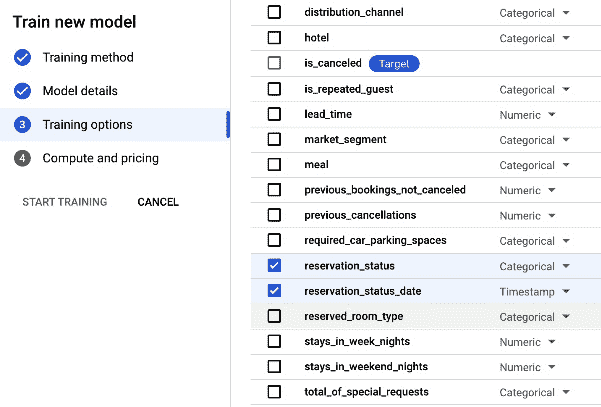 Train new model
Training method
Model details
3 Training options
4 Compute and pricing
START TRAINING CANCEL
distribution_channel Categorical
hotel Categorical
is_canceled Target
is_repeated_guest Categorical
lead_time Numeric
market_segment Categorical
meal Categorical
previous_bookings_not_canceled Numeric
previous_cancellations Numeric
required_car_parking_spaces Categorical
reservation_status Categorical
reservation_status_date Timestamp
reserved_room_type Categorical
stays_in_week_nights Numeric
stays_in_weekend_nights Numeric
total_of_special_requests Categorical